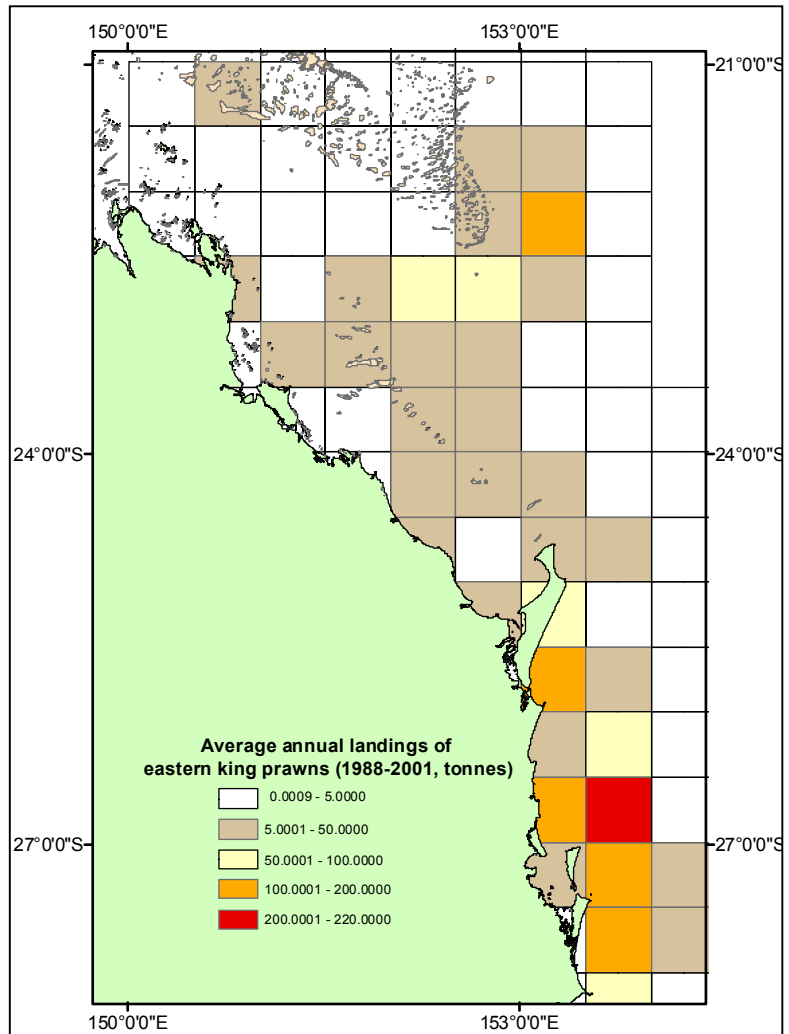 150°0'0"E 153°0'0"E
21°0'0"S
24°0'0"S 24°0'0"S
Average annual landings of
eastern king prawns (1988-2001, tonnes)
0.0009 - 5.0000
5.0001 - 50.0000
50.0001 - 100.0000
100.0001 - 200.0000
200.0001 - 220.0000
27°0'0"S 27°0'0"S
150°0'0"E 153°0'0"E